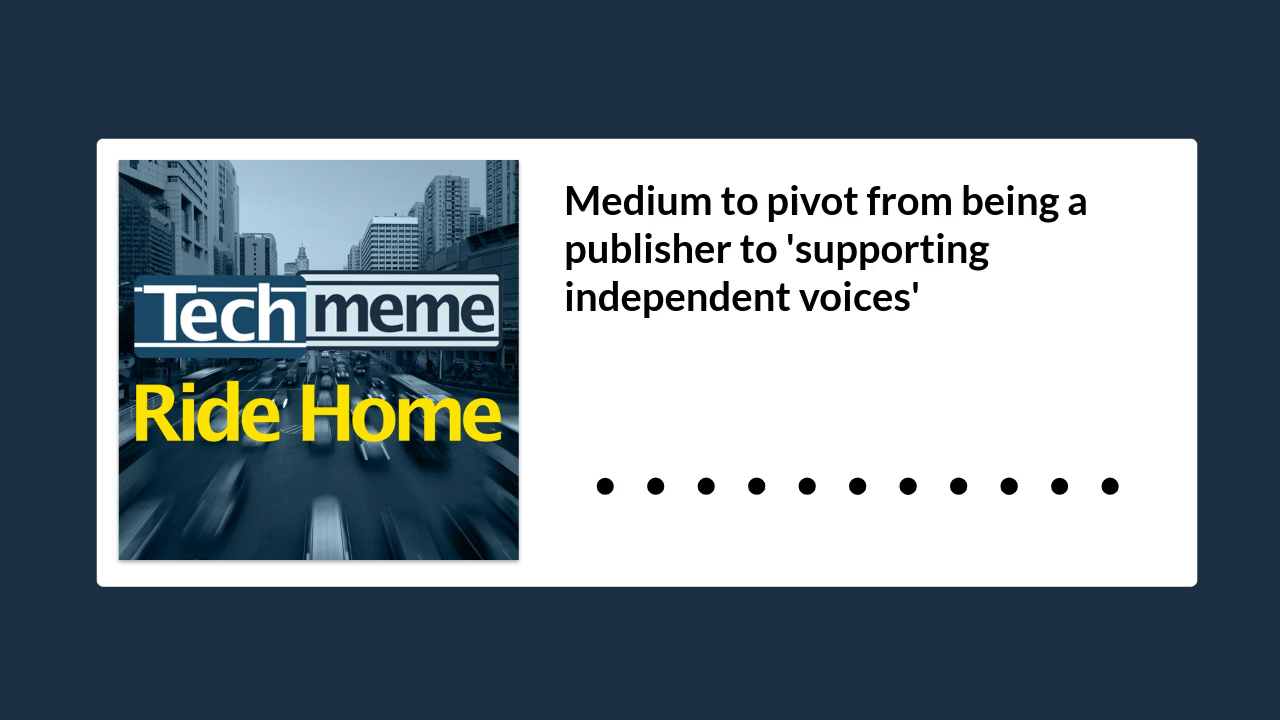 Techmeme
Ride Home
Medium to pivot from being a
publisher to 'supporting
independent voices'